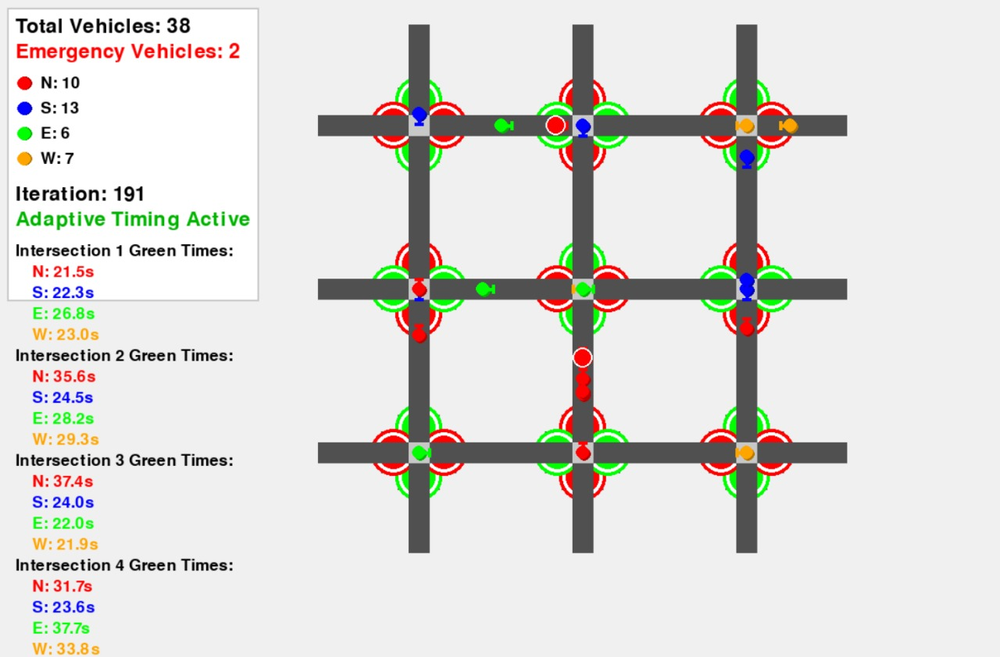 Total Vehicles: 38
Emergency Vehicles: 2
N: 10
S: 13
E: 6
W: 7
Iteration: 191
Adaptive Timing Active
Intersection 1 Green Times:
N: 21.5s
S: 22.3s
E: 26.8s
W: 23.0s
Intersection 2 Green Times:
N: 35.6s
S: 24.5s
E: 28.2s
W: 29.3s
Intersection 3 Green Times:
N: 37.4s
S: 24.0s
E: 22.0s
W: 21.9s
Intersection 4 Green Times:
N: 31.7s
S: 23.6s
E: 37.7s
W: 33.8s